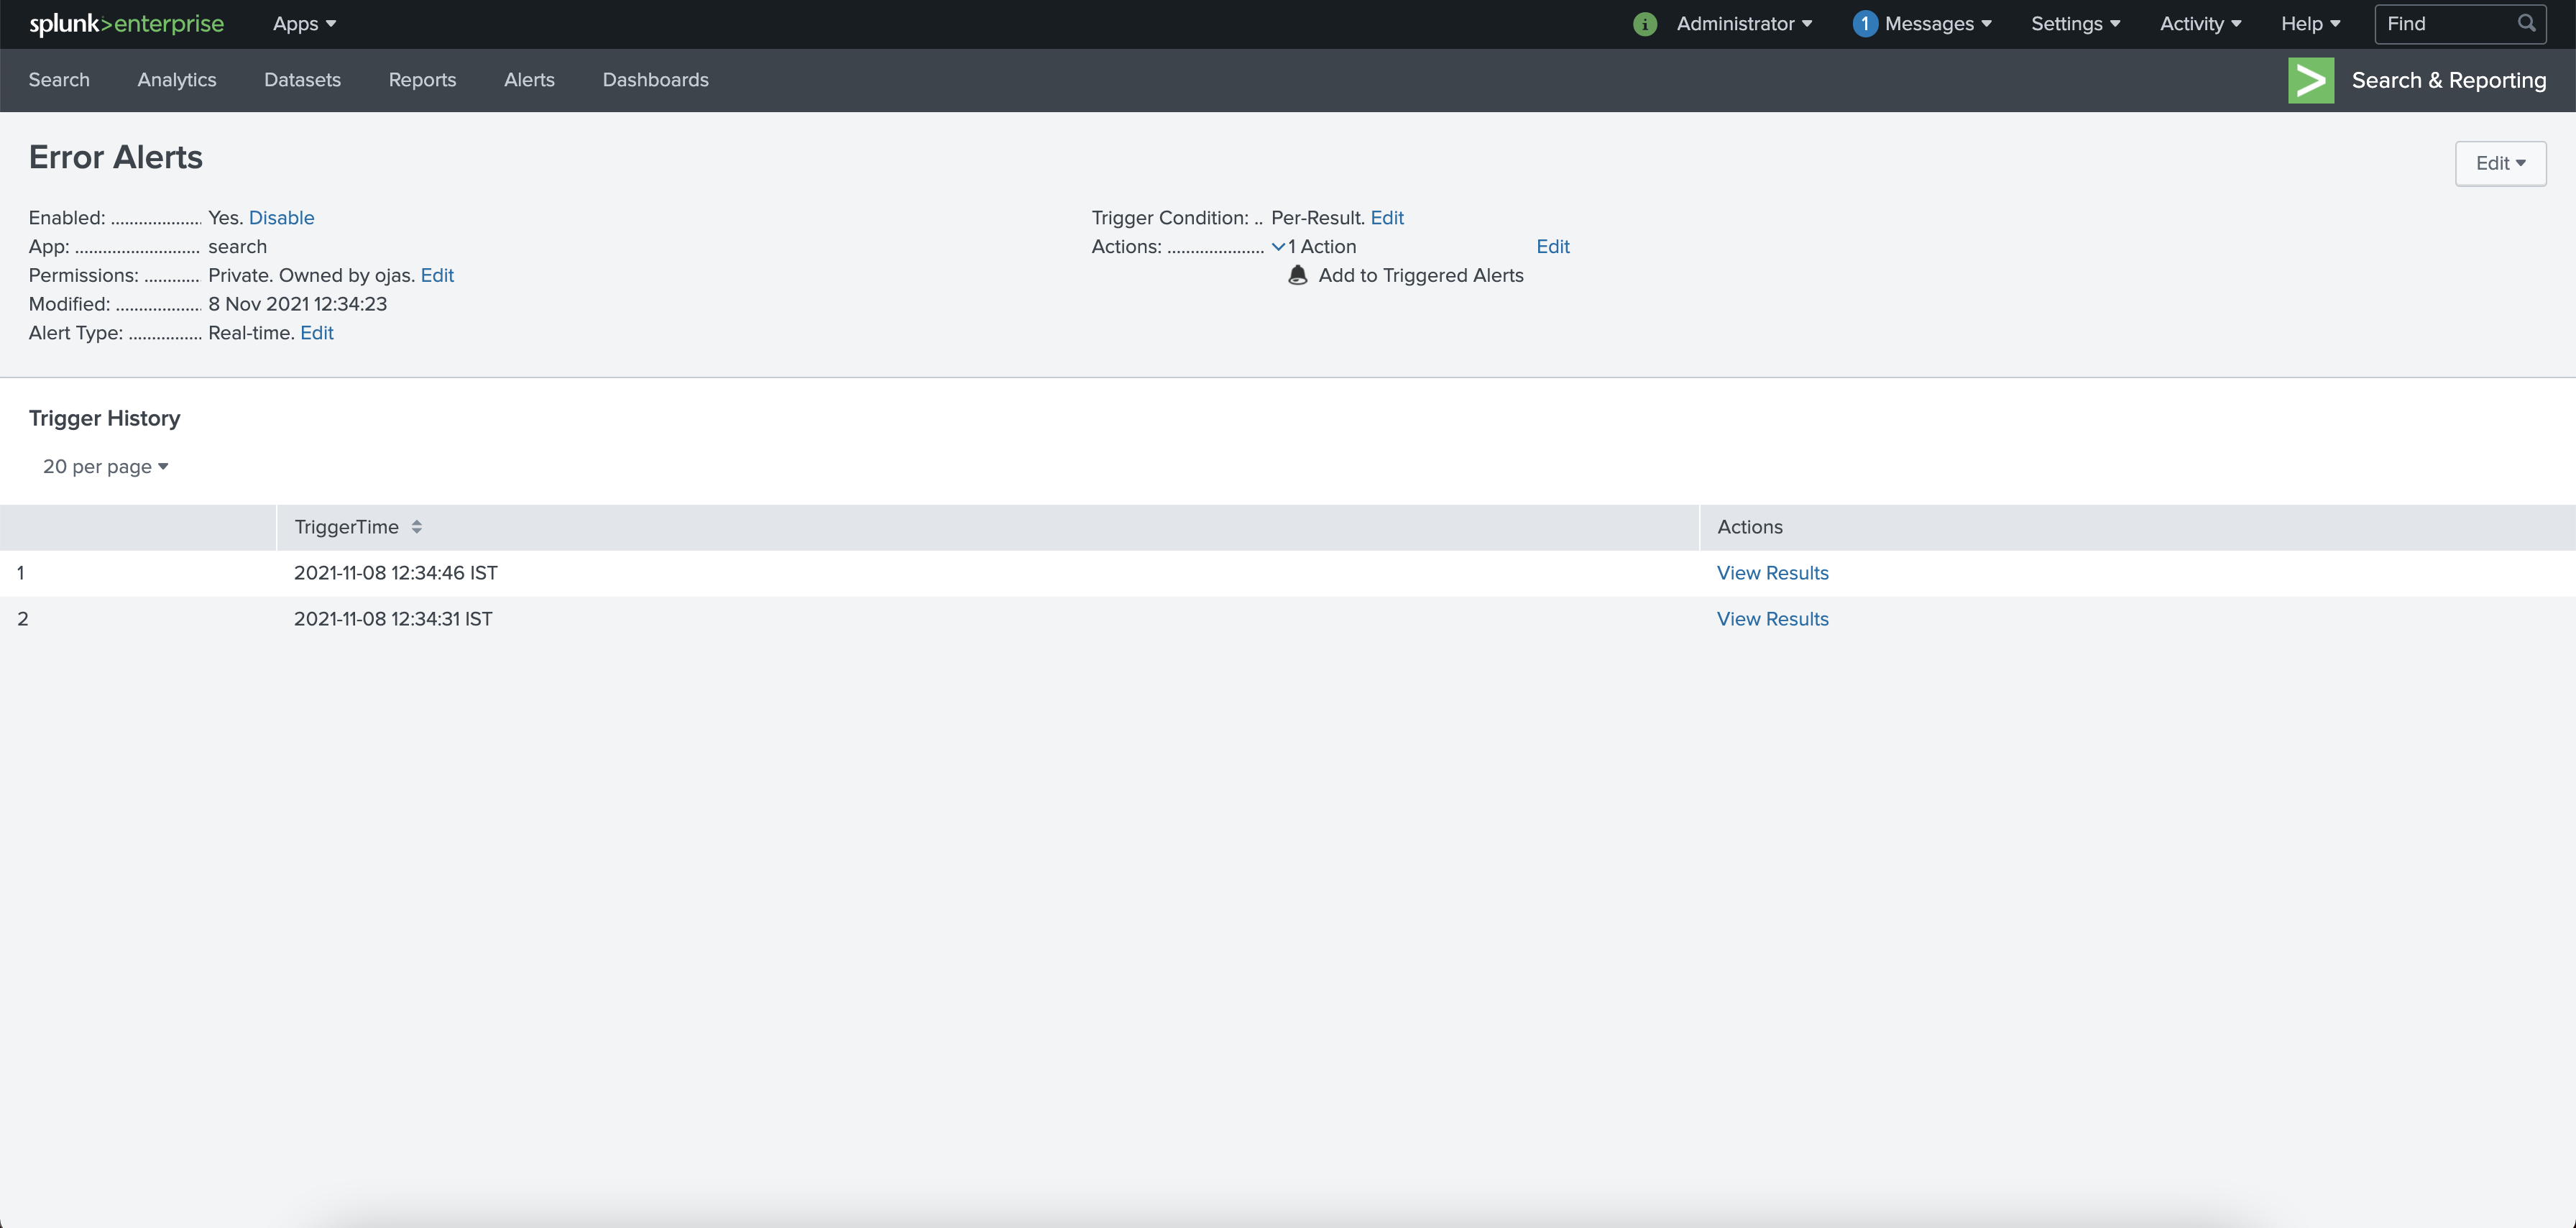 splunk>enterprise Apps i Administrator 1 Messages Settings Activity Help Find
Search Analytics Datasets Reports Alerts Dashboards > Search & Reporting
Error Alerts Edit
Enabled: ................... Yes. Disable
App: .......................... search
Permissions: ............ Private. Owned by ojas. Edit
Modified: .................. 8 Nov 2021 12:34:23
Alert Type: ............... Real-time. Edit
Trigger Condition: .. Per-Result. Edit
Actions: .................... 1 Action Edit
Add to Triggered Alerts
Trigger History
20 per page
TriggerTime Actions
1 2021-11-08 12:34:46 IST View Results
2 2021-11-08 12:34:31 IST View Results